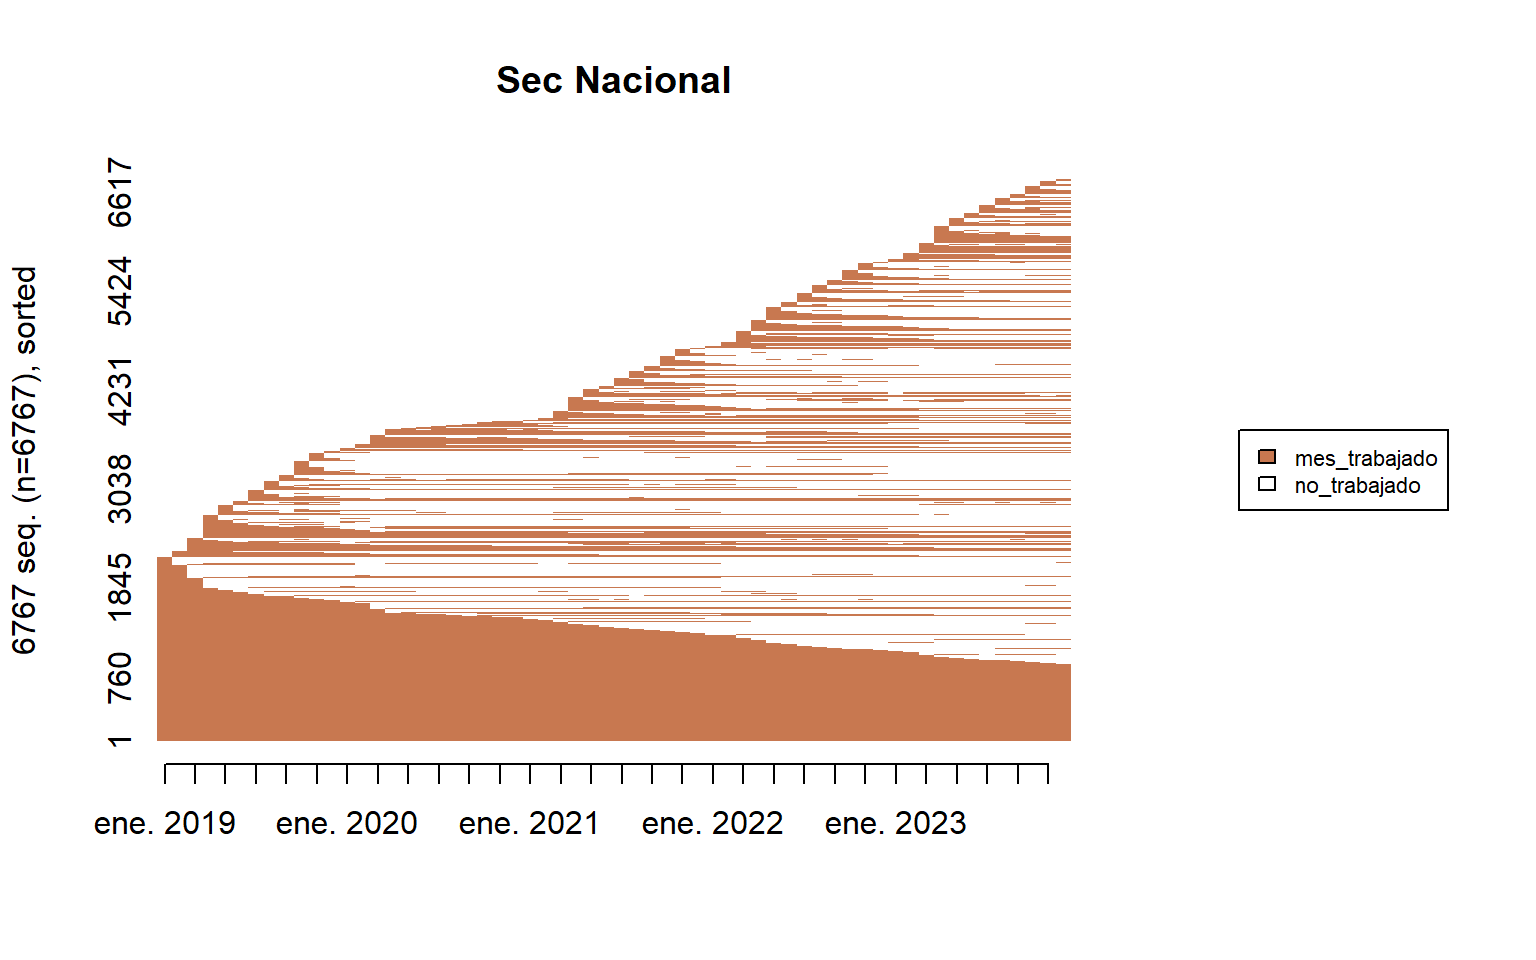 Sec Nacional
6767 seq. (n=6767), sorted
6617
5424
4231
3038
1845
760
1
ene. 2019
ene. 2020
ene. 2021
ene. 2022
ene. 2023
mes_trabajado
no_trabajado